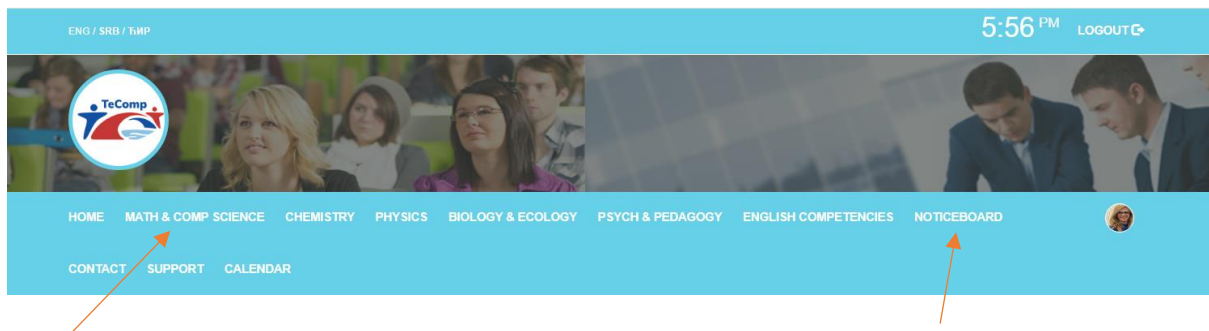 ENG / SRB / ЋИР
5:56 PM LOGOUT
TeComp
HOME MATH & COMP SCIENCE CHEMISTRY PHYSICS BIOLOGY & ECOLOGY PSYCH & PEDAGOGY ENGLISH COMPETENCIES NOTICEBOARD
CONTACT SUPPORT CALENDAR